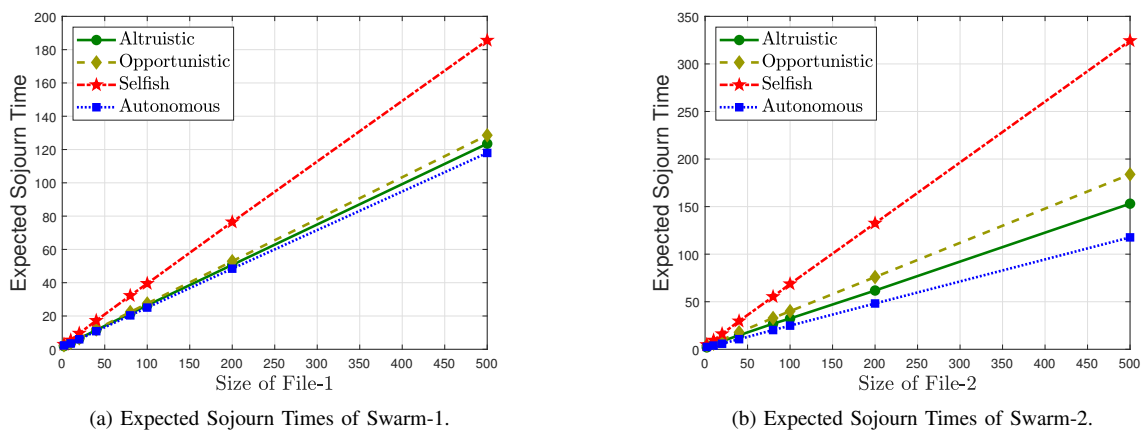 200
180
160
140
120
100
80
60
40
20
0
Expected Sojourn Time
Altruistic
Opportunistic
Selfish
Autonomous
0 50 100 150 200 250 300 350 400 450 500
Size of File-1
(a) Expected Sojourn Times of Swarm-1.
350
300
250
200
150
100
50
0
Expected Sojourn Time
Altruistic
Opportunistic
Selfish
Autonomous
0 50 100 150 200 250 300 350 400 450 500
Size of File-2
(b) Expected Sojourn Times of Swarm-2.